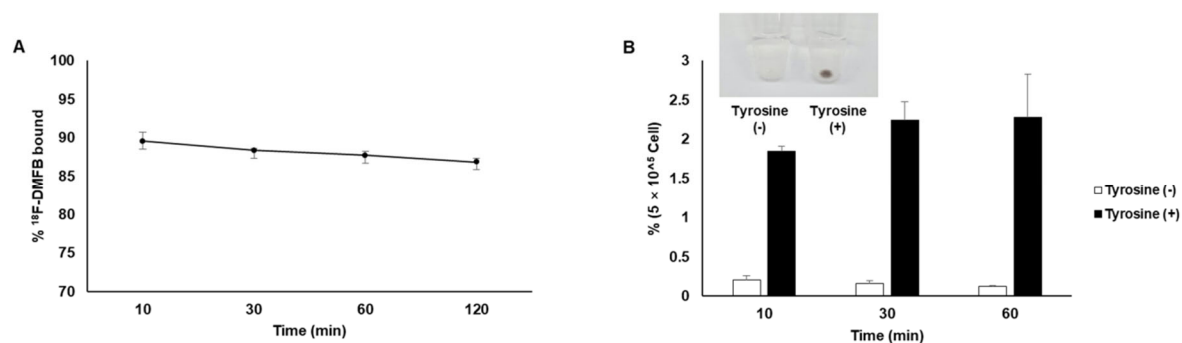 A
100
95
90
85
80
75
70
% ¹⁸F-DMFB bound
10 30 60 120
Time (min)
B
3
2.5
2
1.5
1
0.5
0
% (5 × 10^5 Cell)
Tyrosine
(-)
Tyrosine
(+)
10 30 60
Time (min)
Tyrosine (-)
Tyrosine (+)